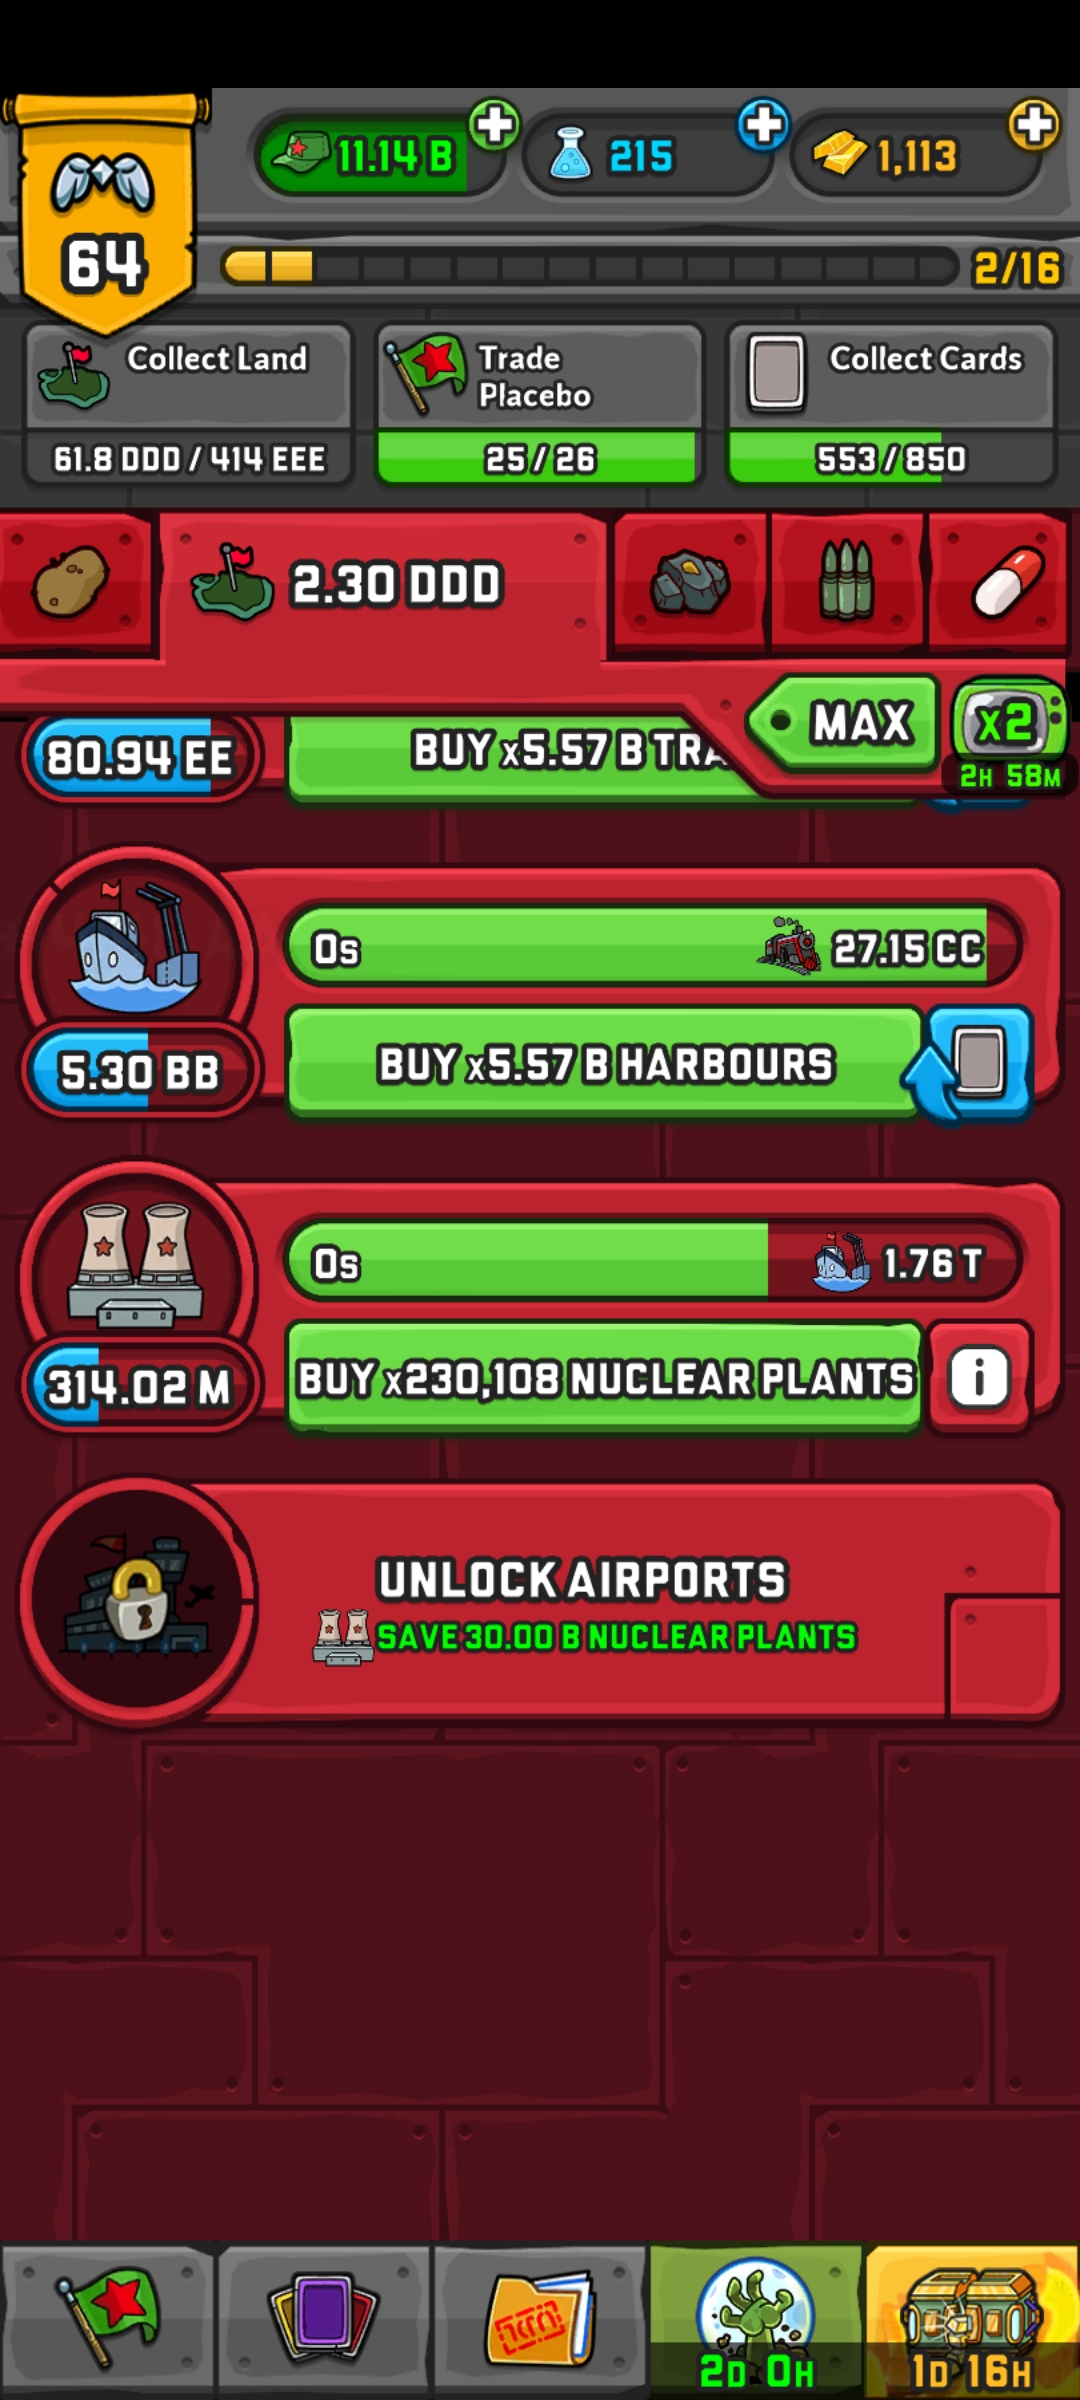 64
11.14 B
215
1,113
2/16
Collect Land
61.8 DDD / 414 EEE
Trade
Placebo
25 / 26
Collect Cards
553 / 850
2.30 DDD
MAX
x2
2H 58M
80.94 EE
BUY x5.57 B TRA
0s
27.15 CC
5.30 BB
BUY x5.57 B HARBOURS
0s
1.76 T
314.02 M
BUY x230,108 NUCLEAR PLANTS
i
UNLOCK AIRPORTS
SAVE 30.00 B NUCLEAR PLANTS
2D 0H
1D 16H